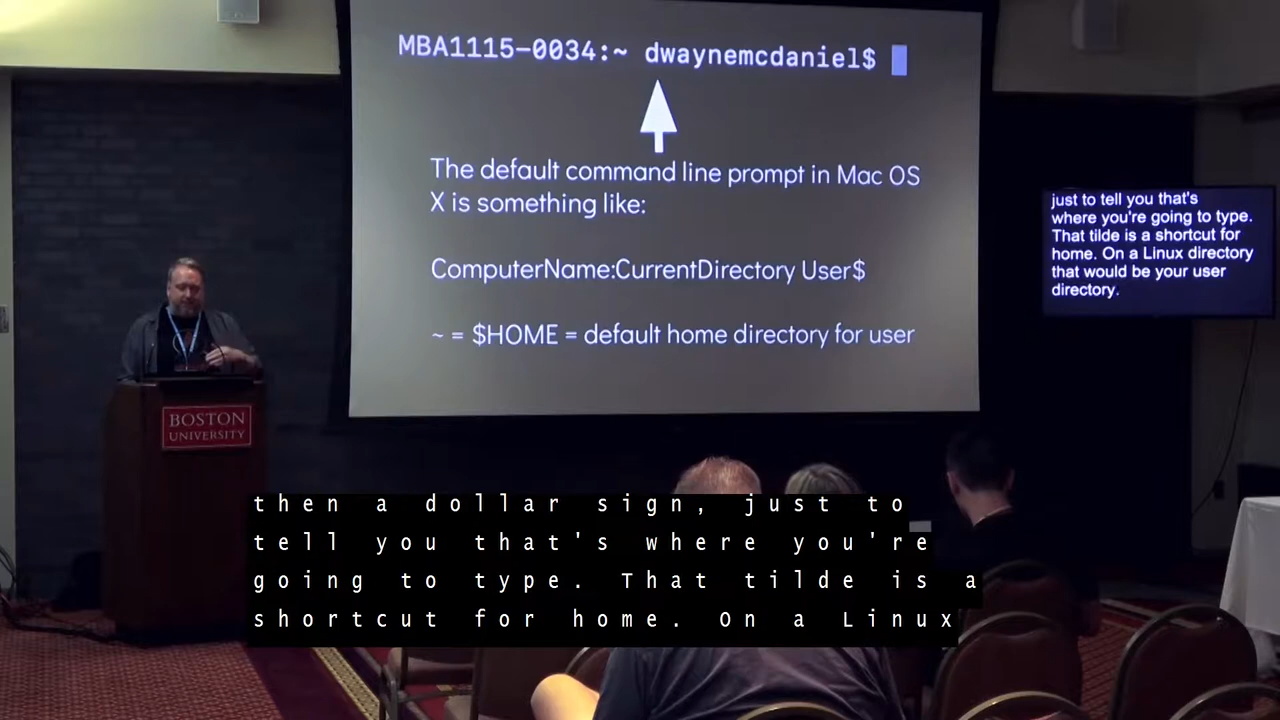 MBA1115-0034:~ dwaynemcdaniel$
The default command line prompt in Mac OS
X is something like:
ComputerName:CurrentDirectory User$
~ = $HOME = default home directory for user
just to tell you that's
where you're going to type.
That tilde is a shortcut for
home. On a Linux directory
that would be your user
directory.
BOSTON
UNIVERSITY
then a dollar sign, just to
tell you that's where you're
going to type. That tilde is a
shortcut for home. On a Linux